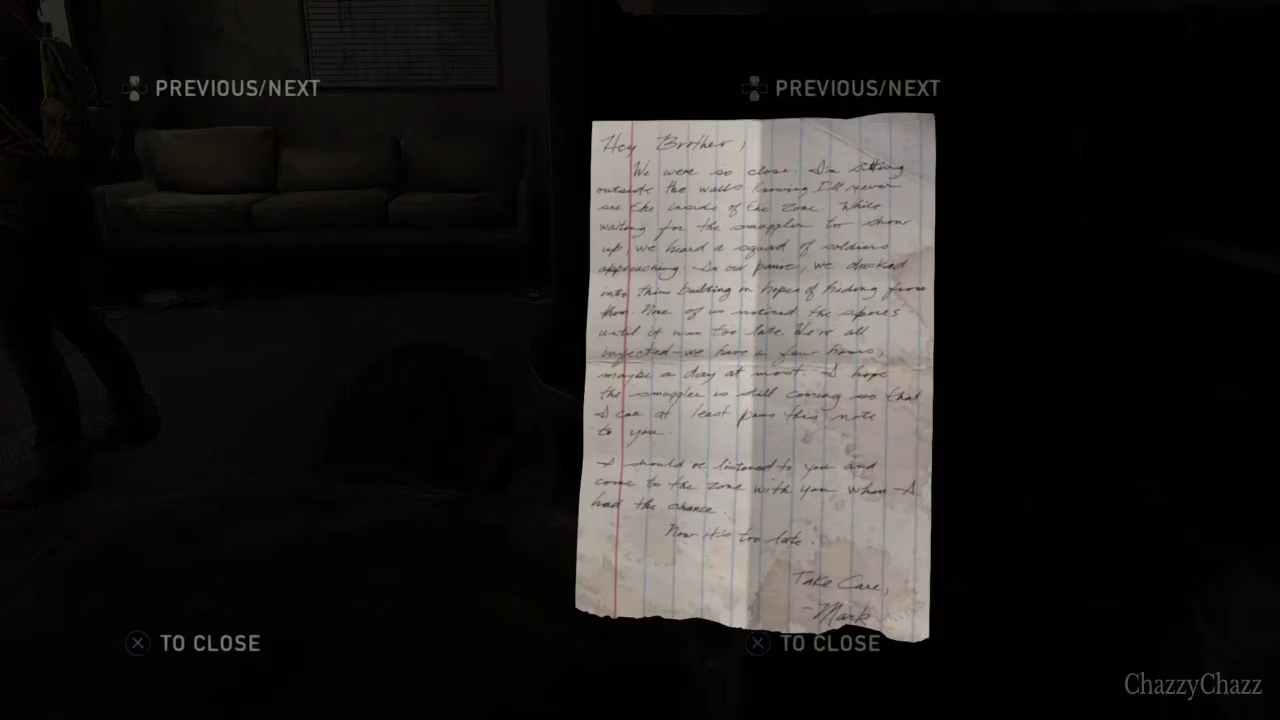 PREVIOUS/NEXT
PREVIOUS/NEXT
Hey Brother,
We were so close. I'm sitting
outside the walls knowing I'll never
see the inside of the zone. While
waiting for the smuggler to show
up, we heard a squad of soldiers
approaching. In our panic, we ducked
into this building in hopes of hiding from
them. None of us noticed the spores
until it was too late. We're all
infected-we have a few hours,
maybe a day at most. I hope
the smuggler is still coming so that
I can at least pass this note
to you.
I should've listened to you and
come to the zone with you when I
had the chance.
Now it's too late.
Take Care,
-Mark
TO CLOSE
TO CLOSE
ChazzyChazz